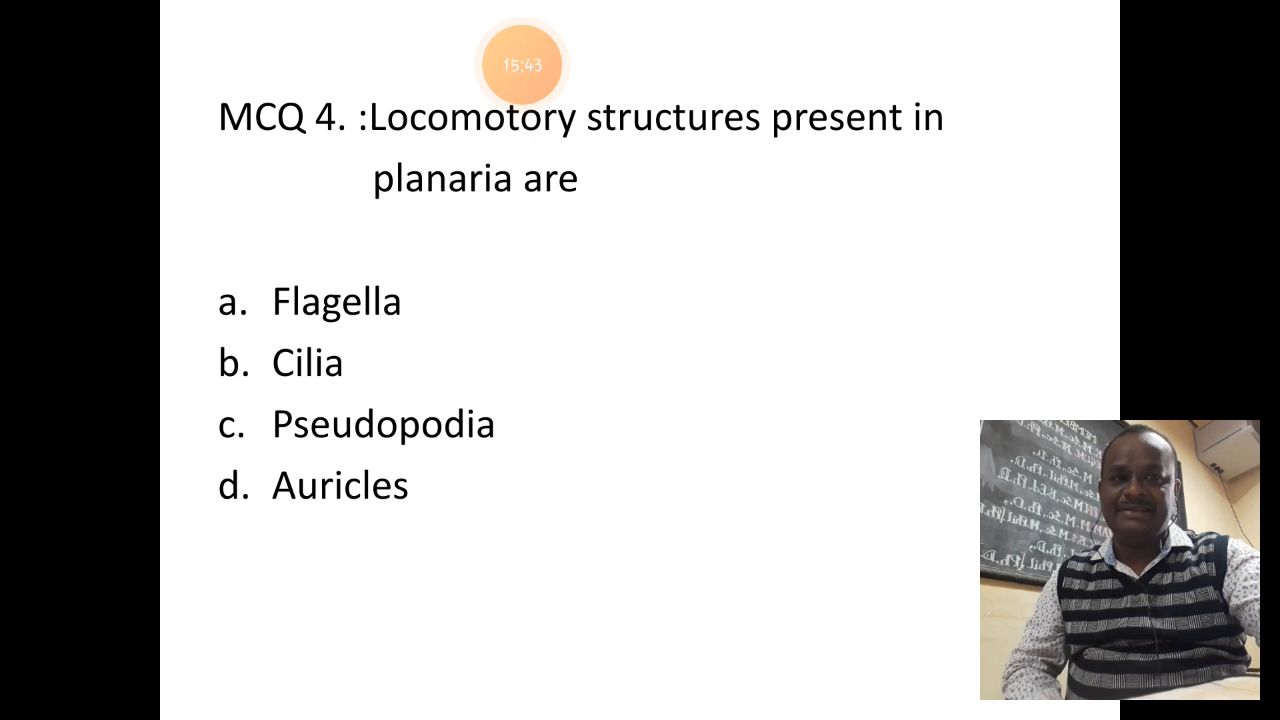 15:43
MCQ 4. :Locomotory structures present in
planaria are
a. Flagella
b. Cilia
c. Pseudopodia
d. Auricles